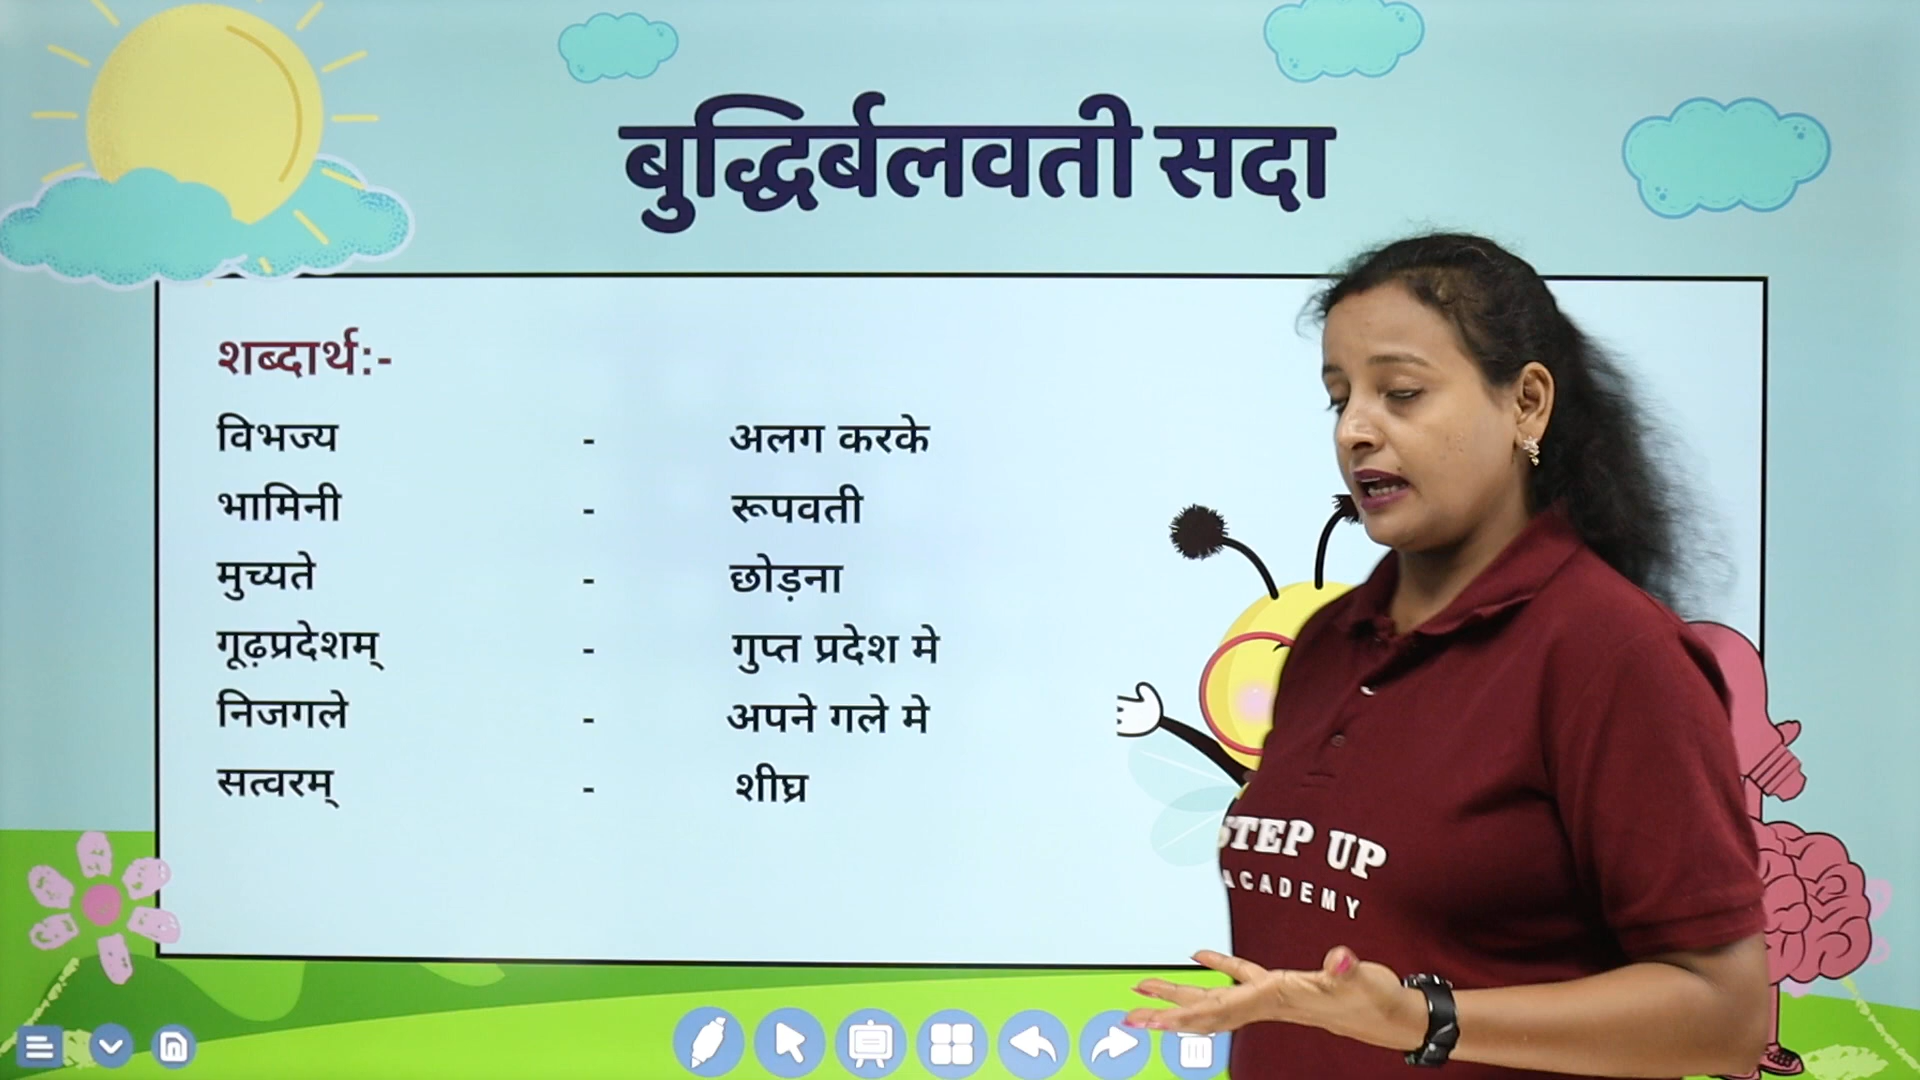 बुद्धिर्बलवती सदा
शब्दार्थ:-
विभज्य - अलग करके
भामिनी - रूपवती
मुच्यते - छोड़ना
गूढ़प्रदेशम् - गुप्त प्रदेश मे
निजगले - अपने गले मे
सत्वरम् - शीघ्र
STEP UP
ACADEMY